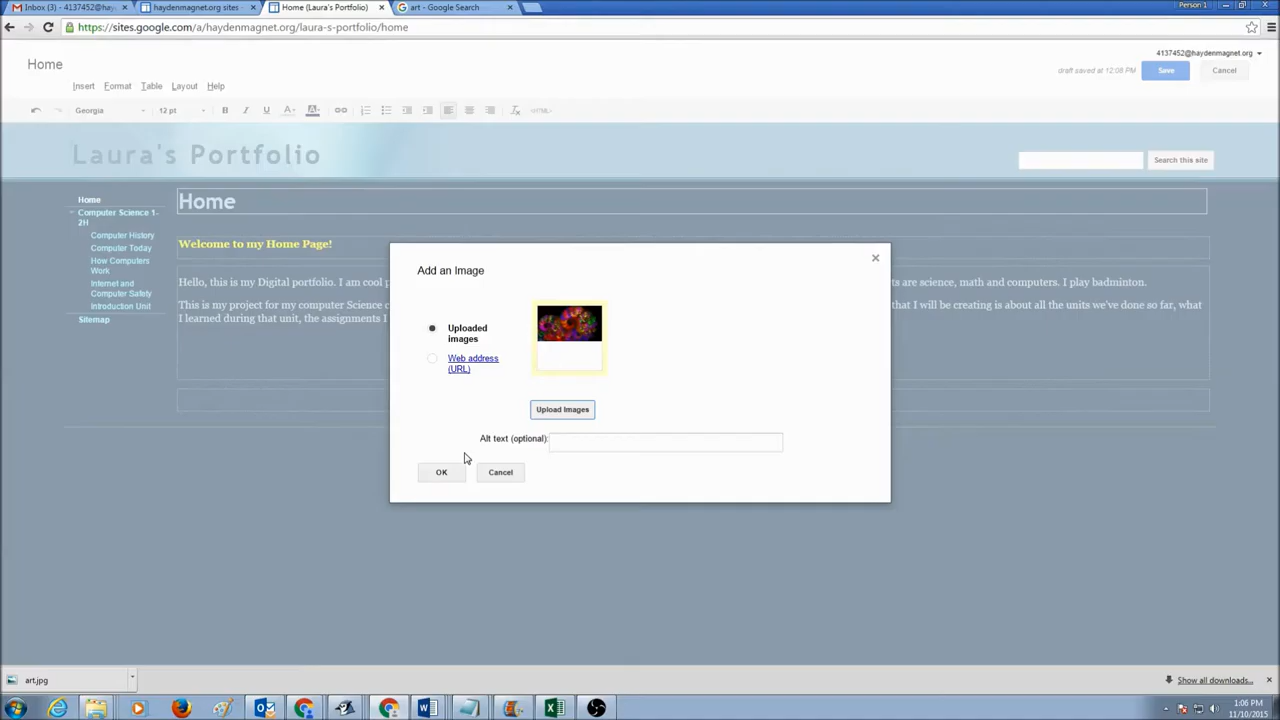 Inbox (3) - 4137452@hay
haydenmagnet.org sites -
Home (Laura's Portfolio)
art - Google Search
Person 1
https://sites.google.com/a/haydenmagnet.org/laura-s-portfolio/home
4137452@haydenmagnet.org
Home
draft saved at 12:08 PM
Save
Cancel
Insert Format Table Layout Help
Georgia
12 pt
B I U A A
<HTML>
Laura's Portfolio
Search this site
Home
Computer Science 1-
2H
Computer History
Computer Today
How Computers
Work
Internet and
Computer Safety
Introduction Unit
Sitemap
Home
Welcome to my Home Page!
Hello, this is my Digital portfolio. I am cool p
ts are science, math and computers. I play badminton.
This is my project for my computer Science c
that I will be creating is about all the units we've done so far, what
I learned during that unit, the assignments I
Add an Image
Uploaded
images
Web address
(URL)
Upload Images
Alt text (optional):
OK
Cancel
art.jpg
Show all downloads...
1:06 PM
11/10/2015